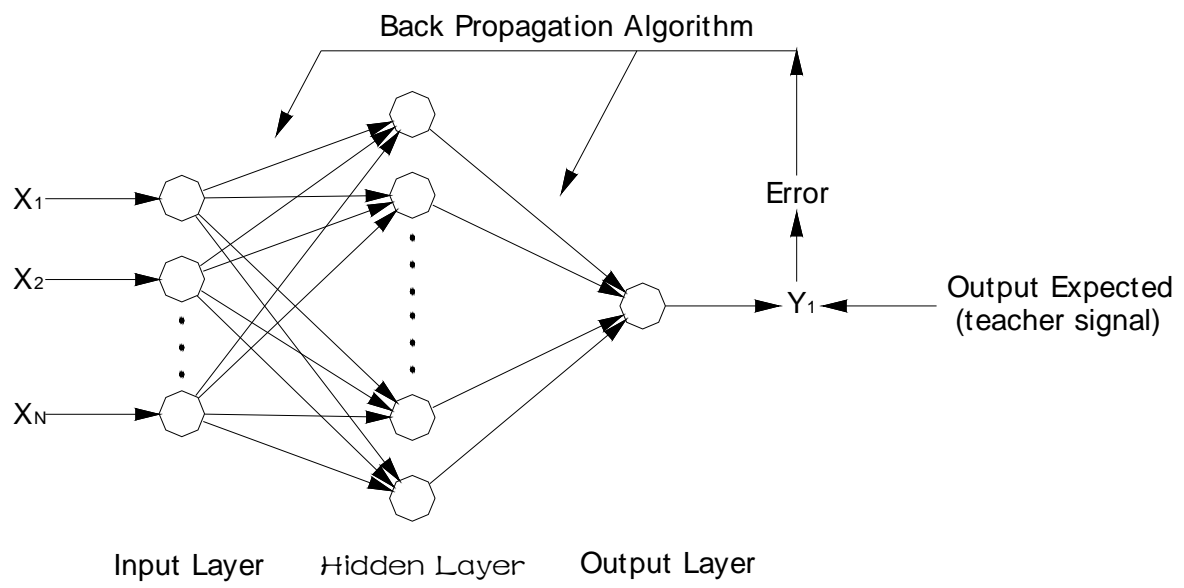 Back Propagation Algorithm
X1
Error
X2
Y1
Output Expected
(teacher signal)
XN
Input Layer
Hidden Layer
Output Layer